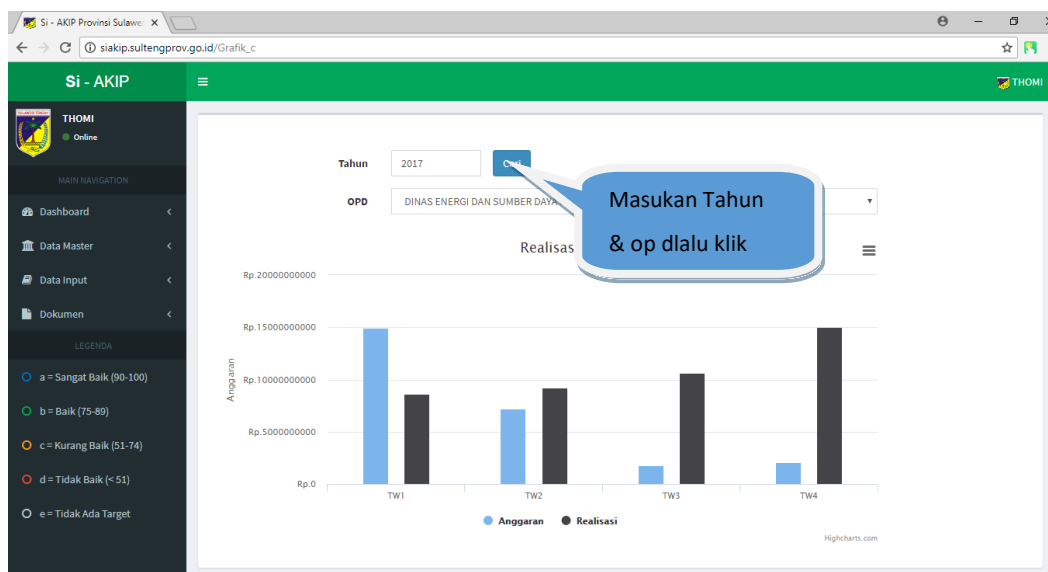 Si - AKIP Provinsi Sulawes
siakip.sultengprov.go.id/Grafik_c
Si - AKIP
THOMI
THOMI
Online
MAIN NAVIGATION
Dashboard
Data Master
Data Input
Dokumen
LEGENDA
a = Sangat Baik (90-100)
b = Baik (75-89)
c = Kurang Baik (51-74)
d = Tidak Baik (< 51)
e = Tidak Ada Target
Tahun 2017
OPD DINAS ENERGI DAN SUMBER DAYA
Masukan Tahun
& op dlalu klik
Realisas
Anggaran
Rp.20000000000
Rp.15000000000
Rp.10000000000
Rp.5000000000
Rp.0
TW1 TW2 TW3 TW4
Anggaran Realisasi
Highcharts.com